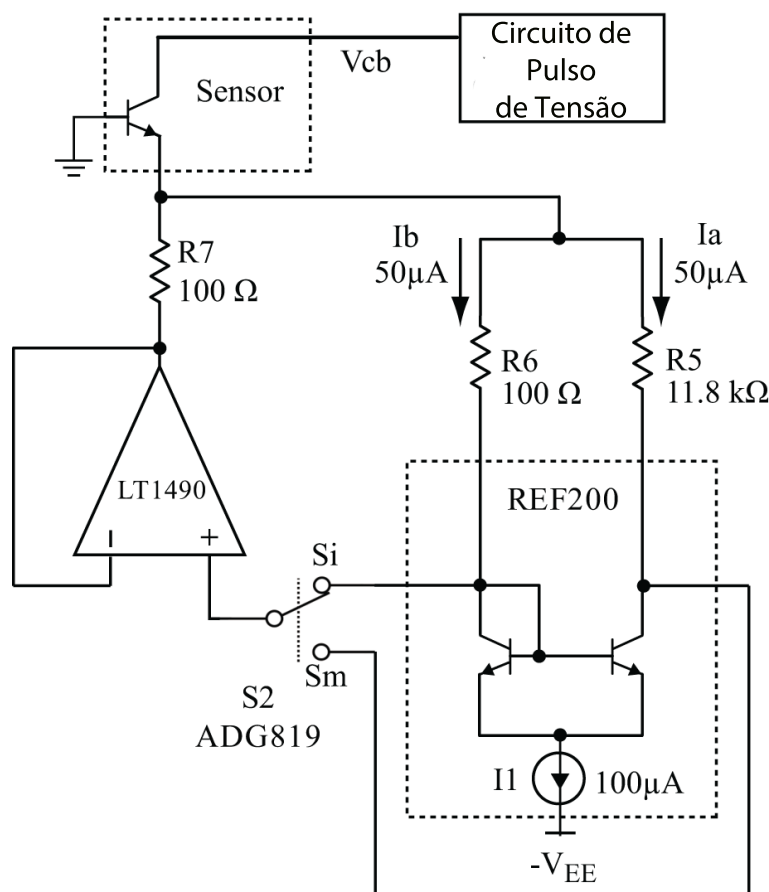 Circuito de
Pulso
de Tensão
Vcb
Sensor
R7
100 Ω
Ib
50µA
Ia
50µA
R6
100 Ω
R5
11.8 kΩ
LT1490
REF200
Si
Sm
S2
ADG819
I1
100µA
-VEE